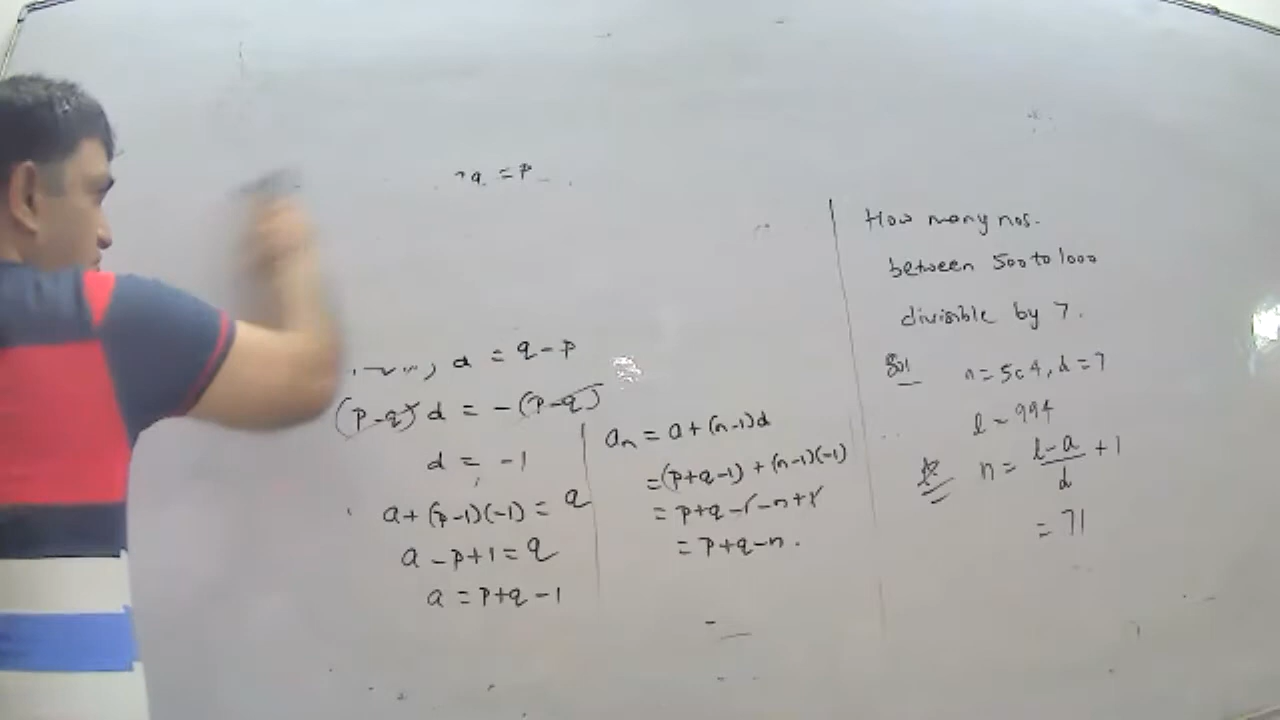 q = p
d = q-p
(p-q) d = -(p-q)
d = -1
a+(p-1)(-1) = q
a-p+1 = q
a = p+q-1
an = a+(n-1)d
= (p+q-1) + (n-1)(-1)
= p+q-1-n+1
= p+q-n.
How many nos.
between 500 to 1000
divisible by 7.
Sol
a = 504, d = 7
l = 994
n = l-a/d + 1
= 71